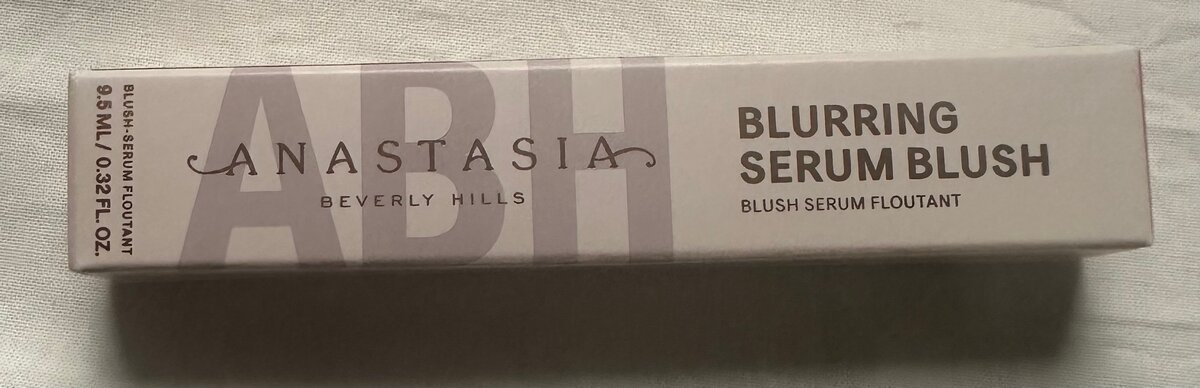 BLUSH-SERUM FLOUTANT
9.5 ML / 0.32 FL. OZ.
ABH
ANASTASIA
BEVERLY HILLS
BLURRING
SERUM BLUSH
BLUSH SERUM FLOUTANT